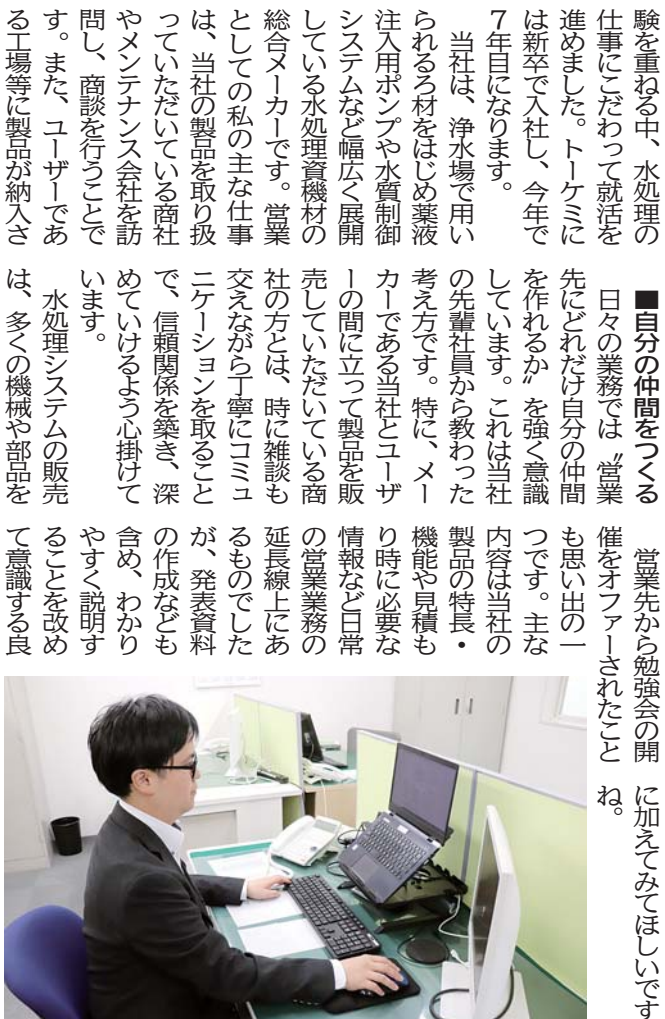 験を重ねる中、水処理の
仕事にこだわって就活を
進めました。トーケミに
は新卒で入社し、今年で
７年目になります。
当社は、浄水場で用い
られるろ材をはじめ薬液
注入用ポンプや水質制御
システムなど幅広く展開
している水処理資機材の
総合メーカーです。営業
としての私の主な仕事
は、当社の製品を取り扱
っていただいている商社
やメンテナンス会社を訪
問し、商談を行うことで
す。また、ユーザーであ
る工場等に製品が納入さ
■自分の仲間をつくる
日々の業務では〝営業
先にどれだけ自分の仲間
を作れるか〟を強く意識
しています。これは当社
の先輩社員から教わった
考え方です。特に、メー
カーである当社とユーザ
ーの間に立って製品を販
売していただいている商
社の方とは、時に雑談も
交えながら丁寧にコミュ
ニケーションを取ること
で、信頼関係を築き、深
めていけるよう心掛けて
います。
水処理システムの販売
は、多くの機械や部品を
営業先から勉強会の開
催をオファーされたこと
も思い出の一
つです。主な
内容は当社の
製品の特長・
機能や見積も
り時に必要な
情報など日常
の営業業務の
延長線上にあ
るものでした
が、発表資料
の作成なども
含め、わかり
やすく説明す
ることを改め
て意識する良
に加えてみてほしいです
ね。